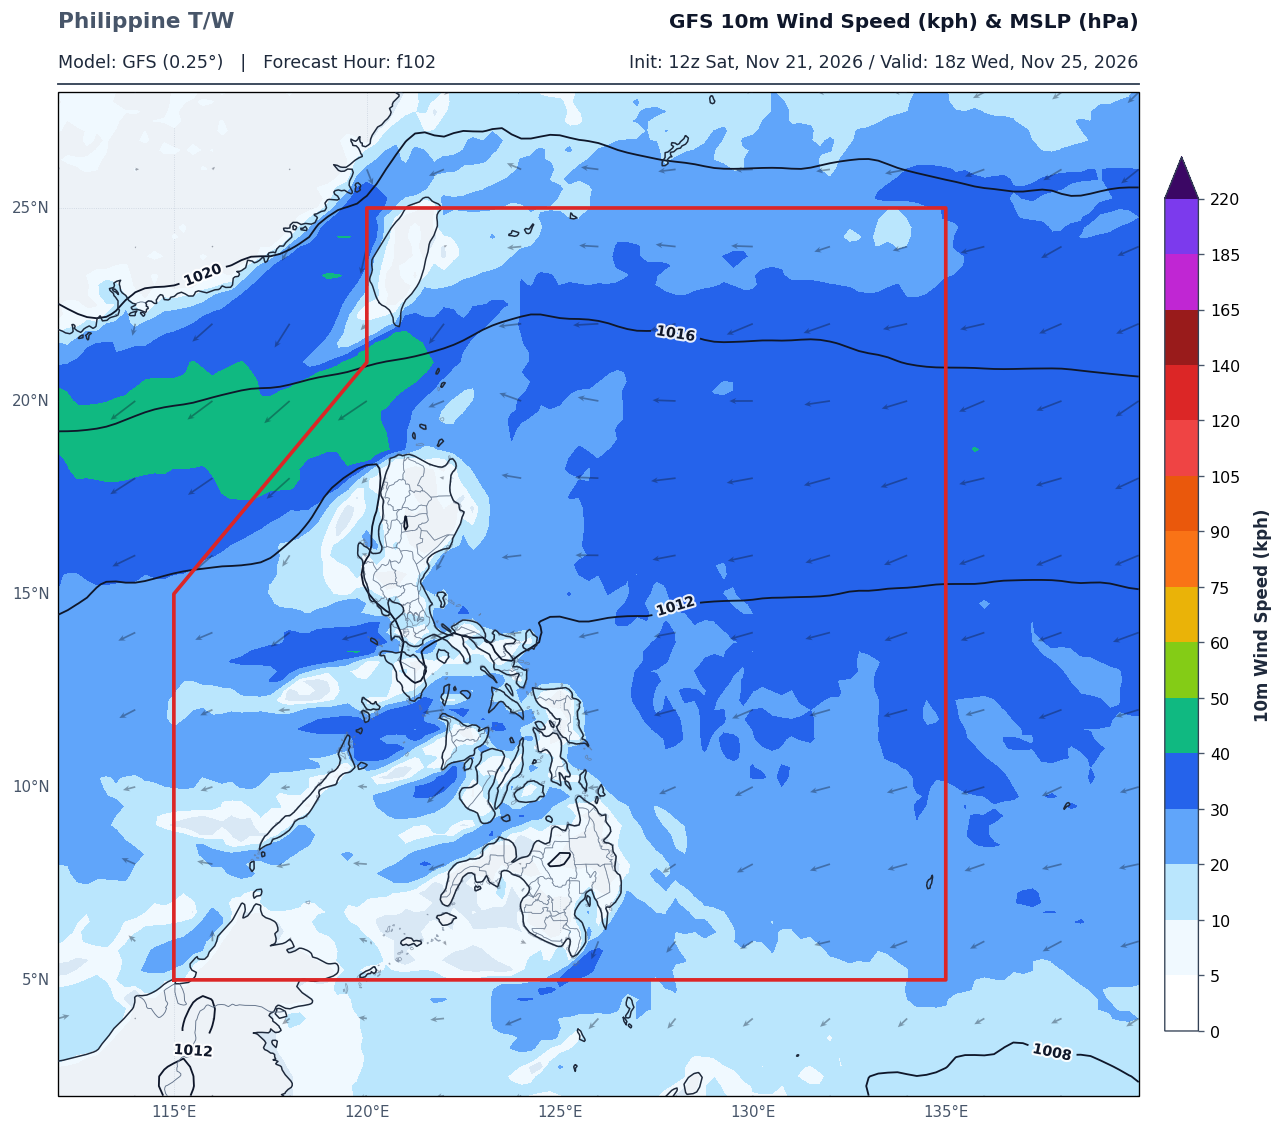 Philippine T/W
GFS 10m Wind Speed (kph) & MSLP (hPa)
Model: GFS (0.25°) | Forecast Hour: f102
Init: 12z Sat, Nov 21, 2026 / Valid: 18z Wed, Nov 25, 2026
25°N
20°N
15°N
10°N
5°N
115°E
120°E
125°E
130°E
135°E
1020
1016
1012
1012
1008
220
185
165
140
120
105
90
75
60
50
40
30
20
10
5
0
10m Wind Speed (kph)